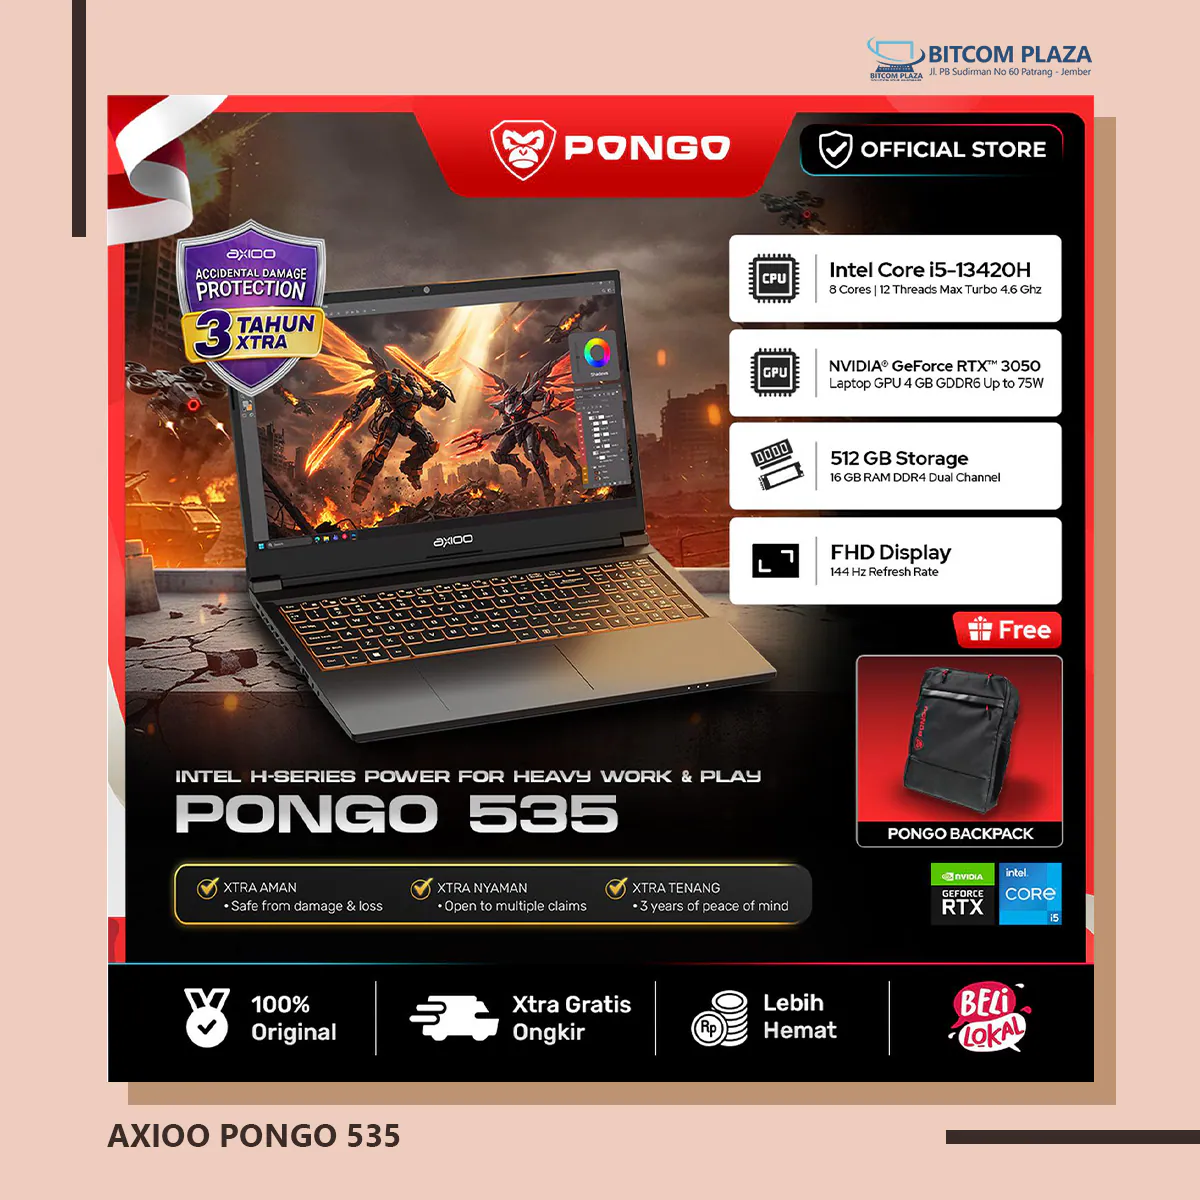 BITCOM PLAZA
Jl. PB Sudirman No 60 Patrang - Jember
BITCOM PLAZA
PONGO
OFFICIAL STORE
AXIOO
ACCIDENTAL DAMAGE
PROTECTION
3 TAHUN
XTRA
CPU
Intel Core i5-13420H
8 Cores | 12 Threads Max Turbo 4.6 Ghz
GPU
NVIDIA® GeForce RTX™ 3050
Laptop GPU 4 GB GDDR6 Up to 75W
512 GB Storage
16 GB RAM DDR4 Dual Channel
FHD Display
144 Hz Refresh Rate
AXIOO
Free
PONGO
PONGO BACKPACK
INTEL H-SERIES POWER FOR HEAVY WORK & PLAY
PONGO 535
XTRA AMAN
• Safe from damage & loss
XTRA NYAMAN
• Open to multiple claims
XTRA TENANG
• 3 years of peace of mind
NVIDIA
GEFORCE
RTX
intel
CORE
i5
100%
Original
Xtra Gratis
Ongkir
Rp
Lebih
Hemat
BELI
LOKAL
AXIOO PONGO 535